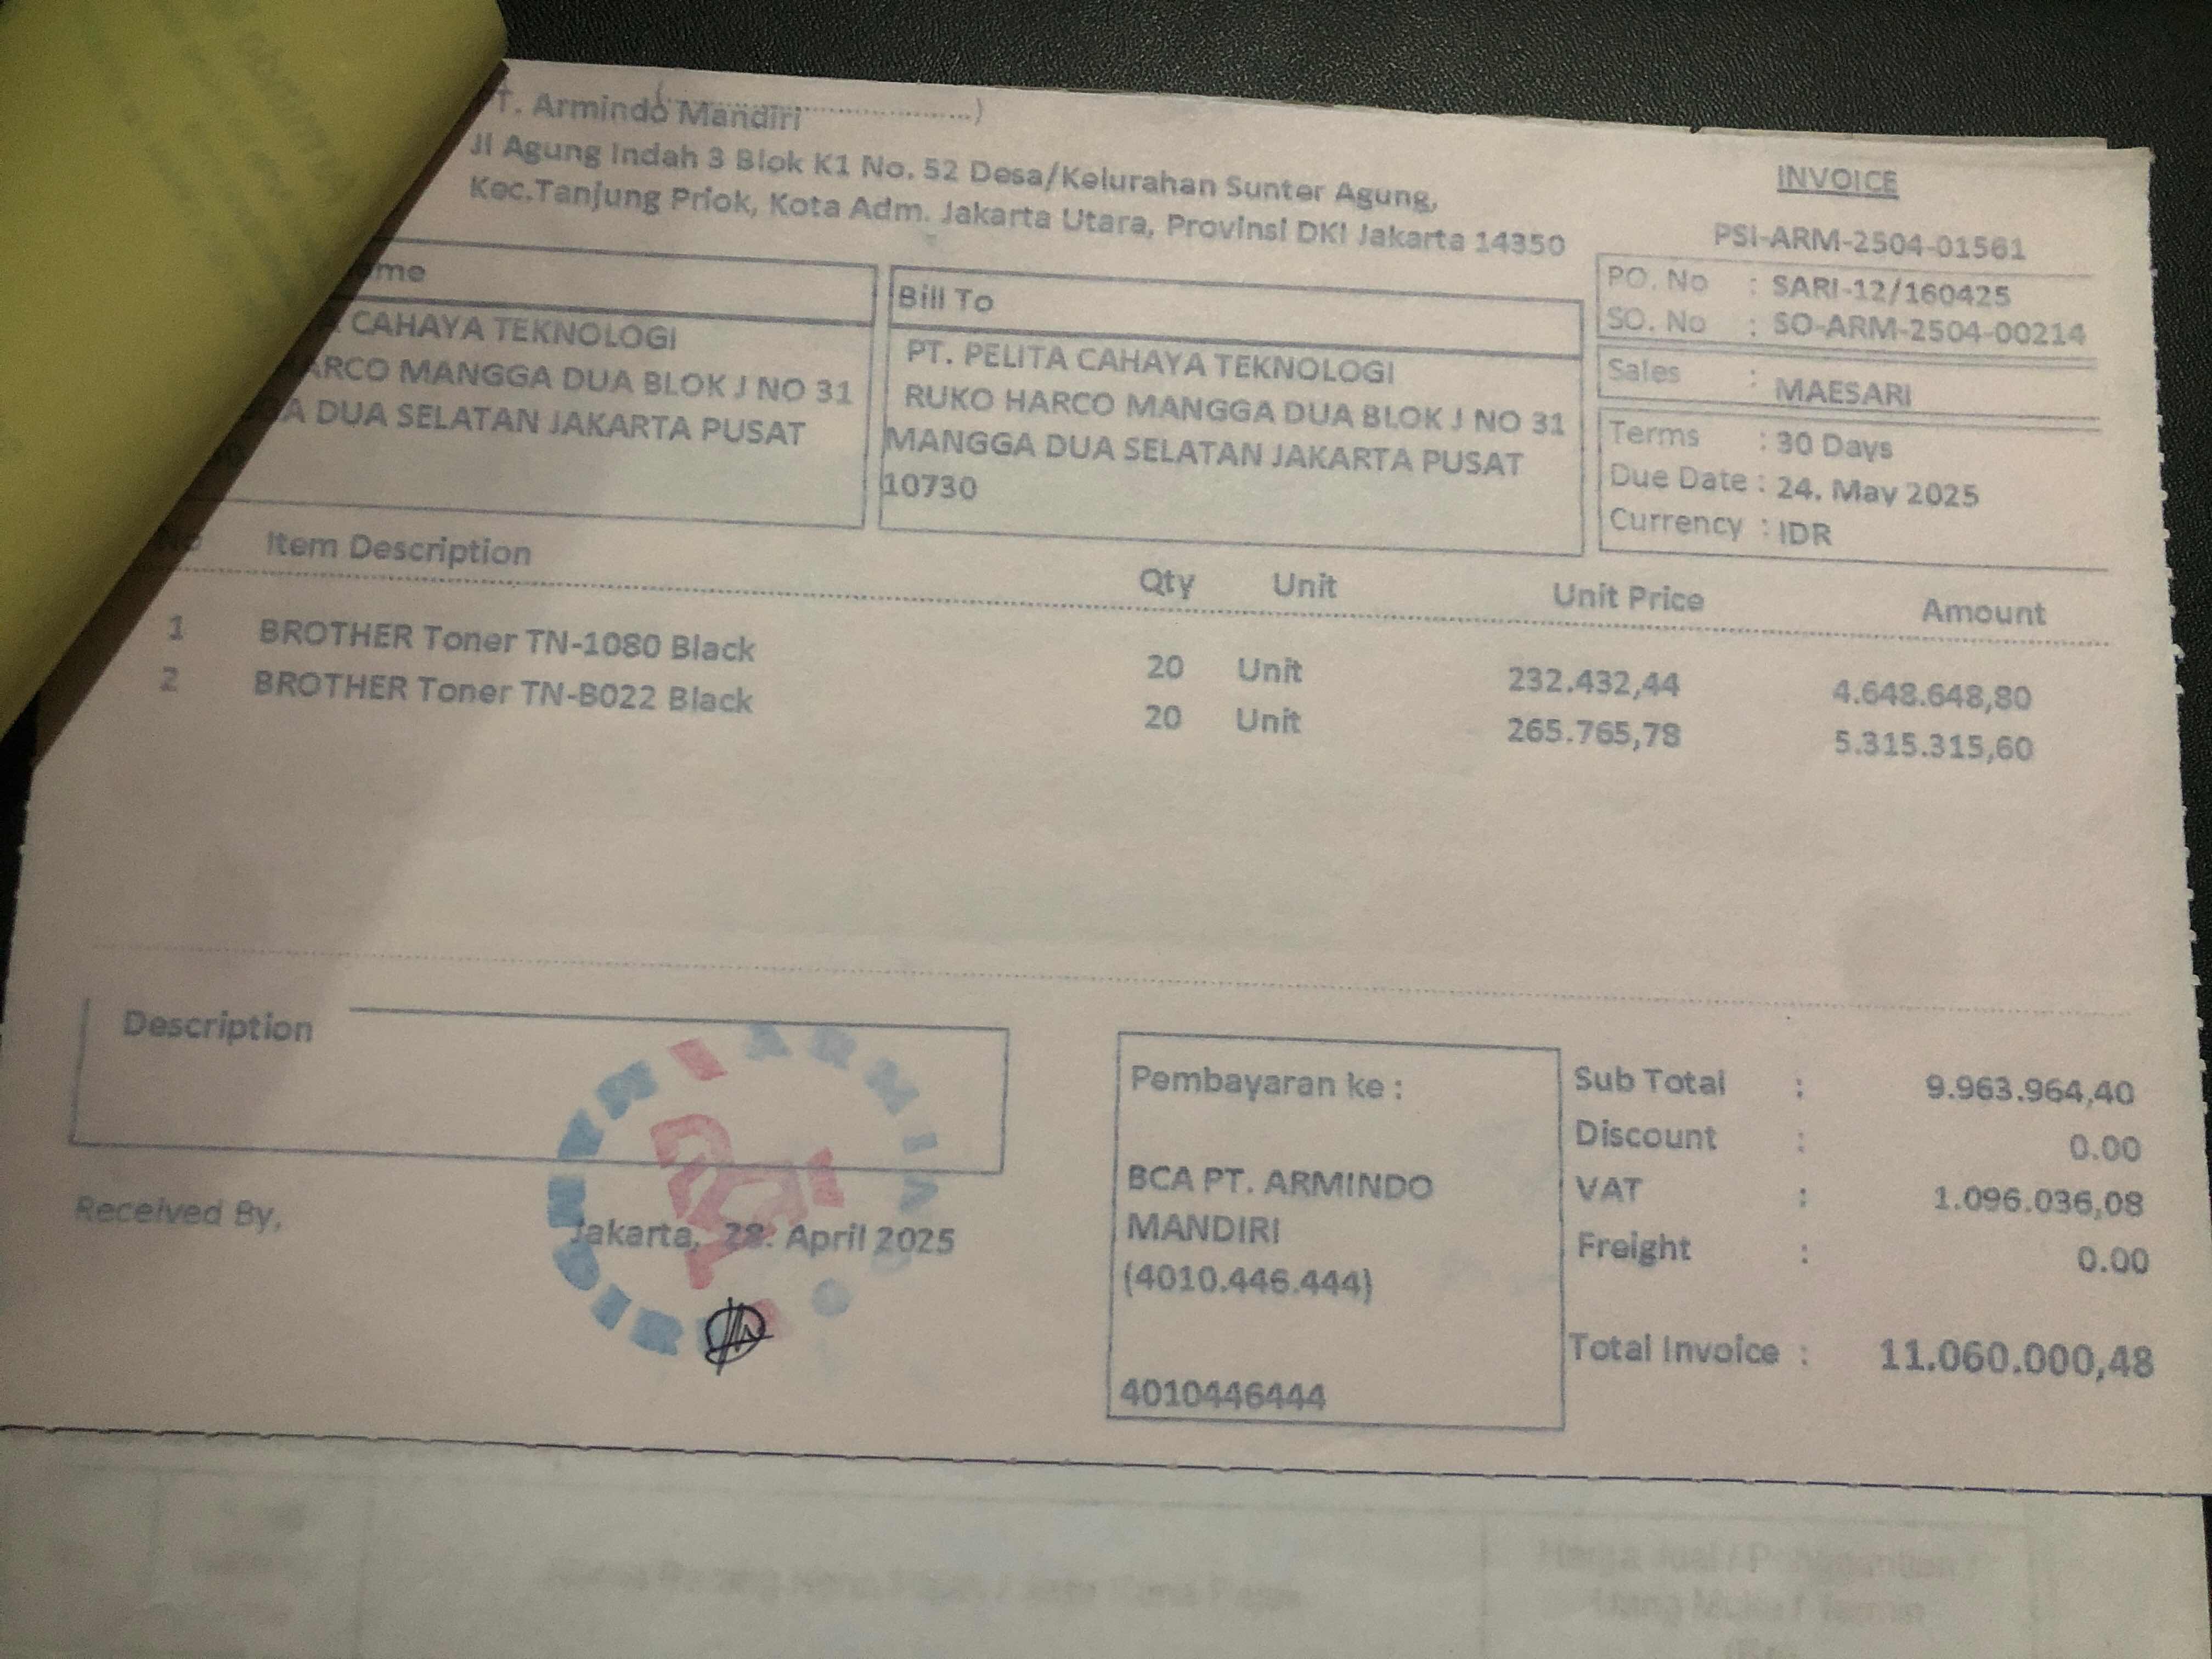 T. Armindo Mandiri
(..............................)
Jl Agung Indah 3 Blok K1 No. 52 Desa/Kelurahan Sunter Agung,
Kec.Tanjung Priok, Kota Adm. Jakarta Utara, Provinsi DKI Jakarta 14350
INVOICE
PSI-ARM-2504-01561
PO. No : SARI-12/160425
SO. No : SO-ARM-2504-00214
Sales : MAESARI
Terms : 30 Days
Due Date : 24. May 2025
Currency : IDR
me
CAHAYA TEKNOLOGI
ARCO MANGGA DUA BLOK J NO 31
A DUA SELATAN JAKARTA PUSAT
Bill To
PT. PELITA CAHAYA TEKNOLOGI
RUKO HARCO MANGGA DUA BLOK J NO 31
MANGGA DUA SELATAN JAKARTA PUSAT
10730
No Item Description Qty Unit Unit Price Amount
1 BROTHER Toner TN-1080 Black 20 Unit 232.432,44 4.648.648,80
2 BROTHER Toner TN-B022 Black 20 Unit 265.765,78 5.315.315,60
Description
Received By,
Jakarta, 28. April 2025
Pembayaran ke :
BCA PT. ARMINDO
MANDIRI
(4010.446.444)
4010446444
Sub Total : 9.963.964,40
Discount : 0.00
VAT : 1.096.036,08
Freight : 0.00
Total Invoice : 11.060.000,48
Harga Jual /